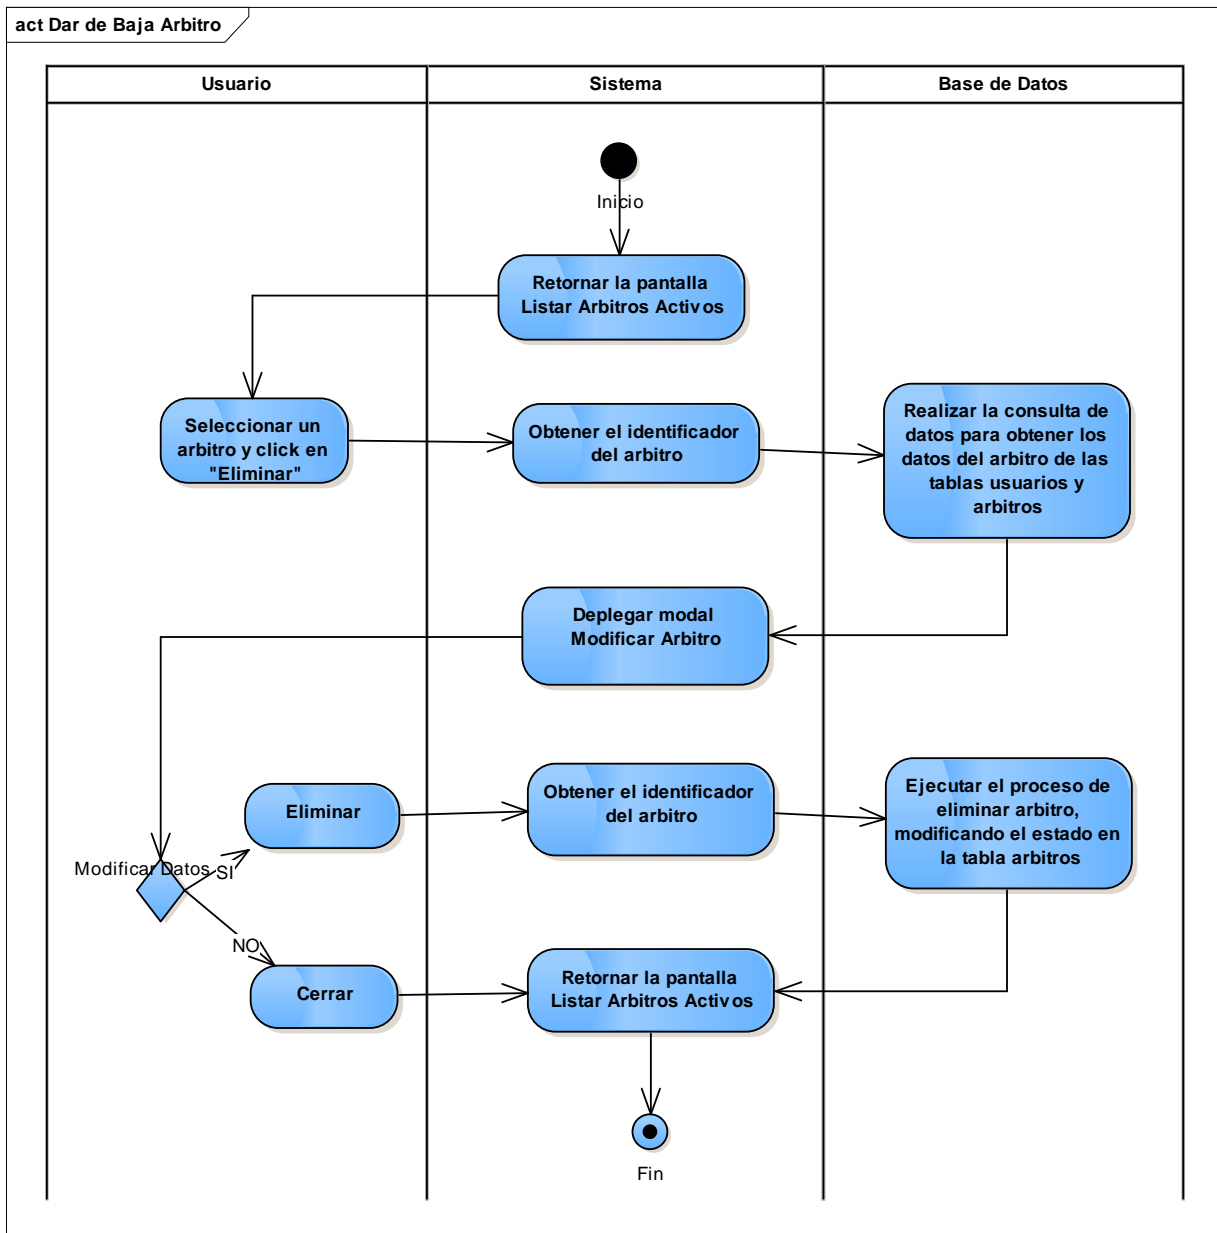 act Dar de Baja Arbitro
Usuario
Sistema
Base de Datos
Inicio
Retornar la pantalla
Listar Arbitros Activos
Seleccionar un
arbitro y click en
"Eliminar"
Obtener el identificador
del arbitro
Realizar la consulta de
datos para obtener los
datos del arbitro de las
tablas usuarios y
arbitros
Deplegar modal
Modificar Arbitro
Eliminar
Obtener el identificador
del arbitro
Ejecutar el proceso de
eliminar arbitro,
modificando el estado en
la tabla arbitros
Modificar Datos
SI
NO
Cerrar
Retornar la pantalla
Listar Arbitros Activos
Fin